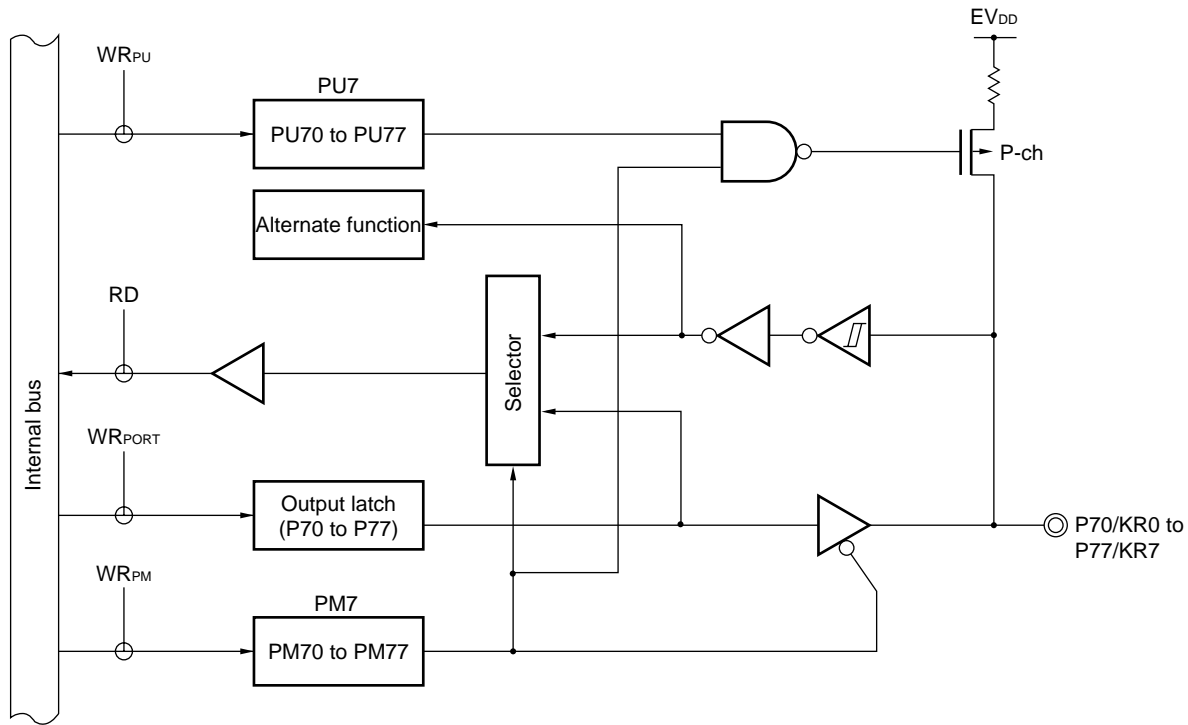 EVDD
WRPU
PU7
PU70 to PU77
P-ch
Alternate function
RD
Selector
Internal bus
WRPORT
Output latch
(P70 to P77)
P70/KR0 to
P77/KR7
WRPM
PM7
PM70 to PM77